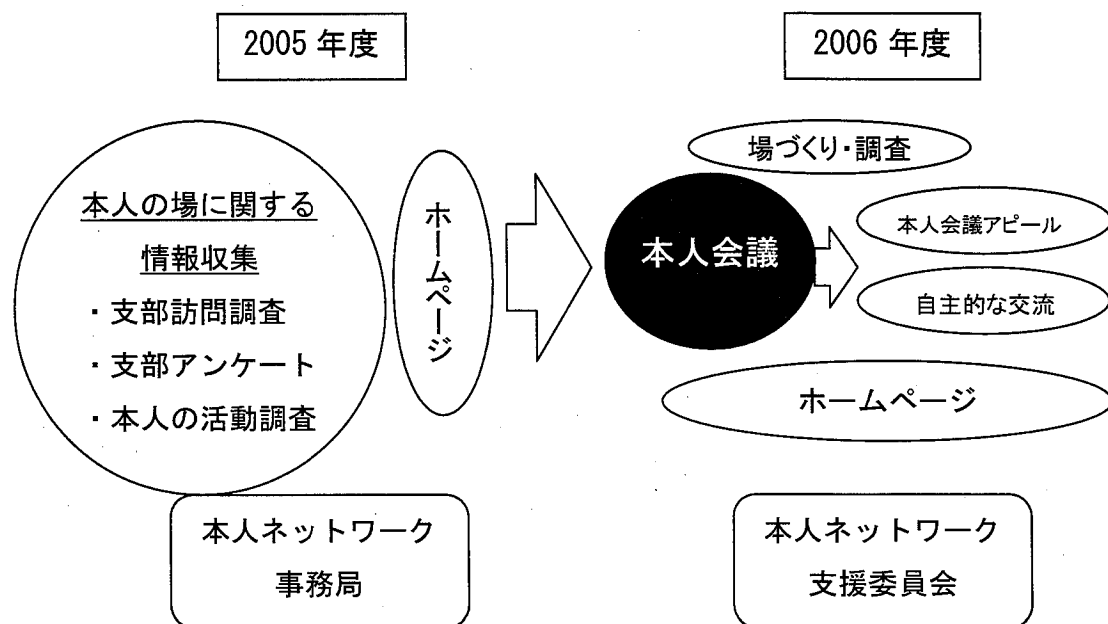 2005 年度
本人の場に関する
情報収集
・支部訪問調査
・支部アンケート
・本人の活動調査
ホームページ
本人ネットワーク
事務局
2006 年度
場づくり・調査
本人会議
本人会議アピール
自主的な交流
ホームページ
本人ネットワーク
支援委員会